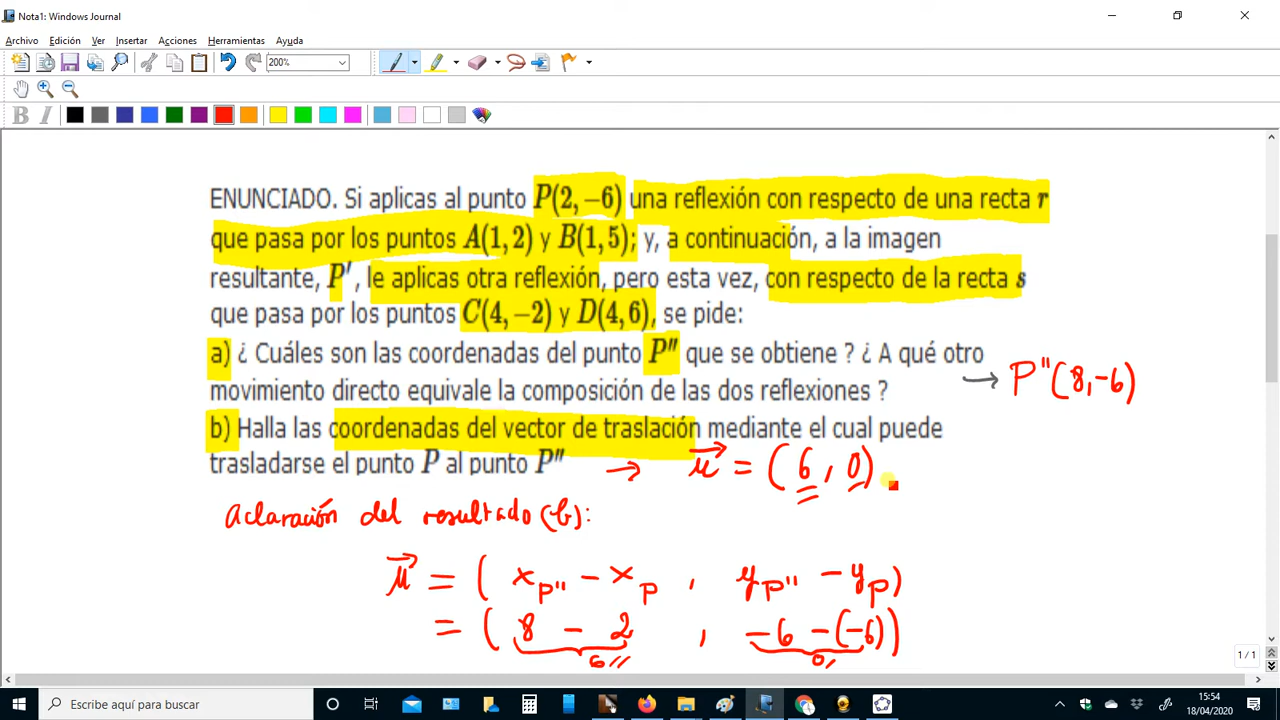 Nota1: Windows Journal
Archivo Edición Ver Insertar Acciones Herramientas Ayuda
200%
B I
ENUNCIADO. Si aplicas al punto P(2,−6) una reflexión con respecto de una recta r
que pasa por los puntos A(1,2) y B(1,5); y, a continuación, a la imagen
resultante, P′, le aplicas otra reflexión, pero esta vez, con respecto de la recta s
que pasa por los puntos C(4,−2) y D(4,6), se pide:
a) ¿ Cuáles son las coordenadas del punto P″ que se obtiene ? ¿ A qué otro
movimiento directo equivale la composición de las dos reflexiones ?
→ P″(8,-6)
b) Halla las coordenadas del vector de traslación mediante el cual puede
trasladarse el punto P al punto P″ → u⃗ = (6, 0)
Aclaración del resultado (b):
u⃗ = ( x_P″ − x_P , y_P″ − y_P)
= ( 8 − 2 , −6 −(−6))
6 0
1 / 1
Escribe aquí para buscar
15:54
18/04/2020